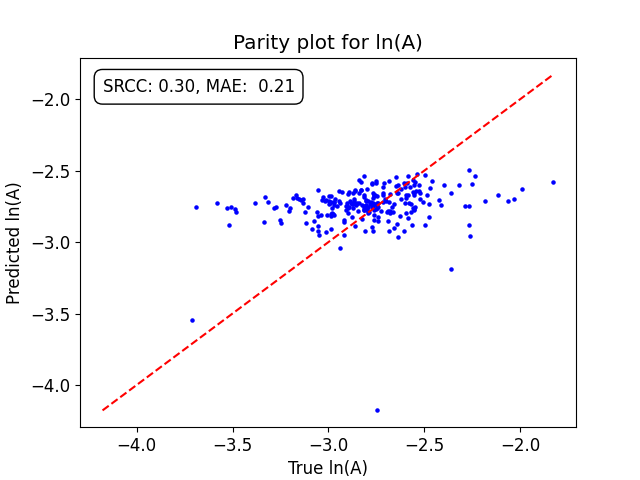 Parity plot for ln(A)
SRCC: 0.30, MAE:  0.21
Predicted ln(A)
−2.0
−2.5
−3.0
−3.5
−4.0
−4.0 −3.5 −3.0 −2.5 −2.0
True ln(A)